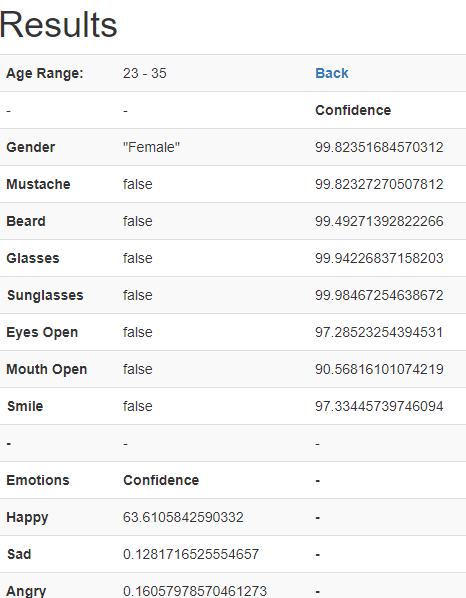 Results
Age Range: 23 - 35 Back
- - Confidence
Gender "Female" 99.82351684570312
Mustache false 99.82327270507812
Beard false 99.49271392822266
Glasses false 99.94226837158203
Sunglasses false 99.98467254638672
Eyes Open false 97.28523254394531
Mouth Open false 90.56816101074219
Smile false 97.33445739746094
- - -
Emotions Confidence -
Happy 63.6105842590332 -
Sad 0.1281716525554657 -
Angry 0.16057978570461273 -